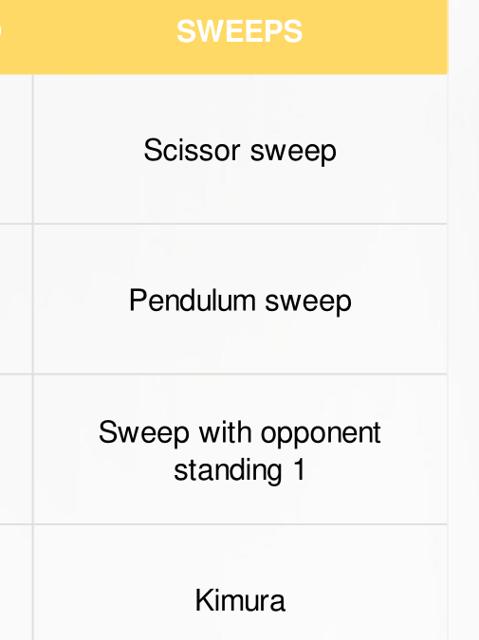 SWEEPS
Scissor sweep
Pendulum sweep
Sweep with opponent
standing 1
Kimura